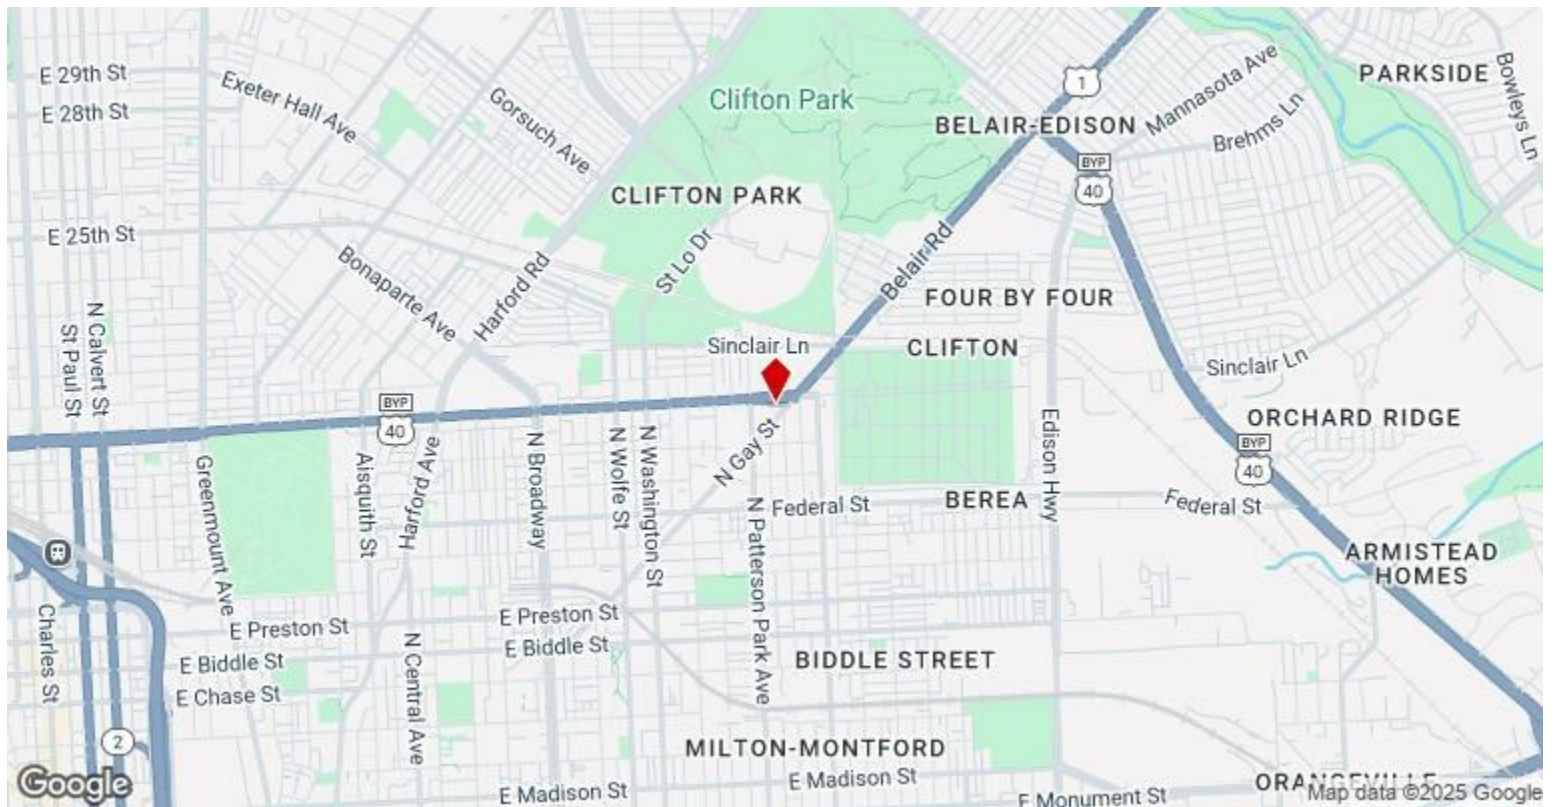 E 29th St
E 28th St
Exeter Hall Ave
Gorsuch Ave
Clifton Park
1
Mannasota Ave
PARKSIDE
Bowleys Ln
BELAIR-EDISON
Brehms Ln
BYP
40
CLIFTON PARK
E 25th St
Bonaparte Ave
Harford Rd
St Lo Dr
Belair Rd
FOUR BY FOUR
N Calvert St
St Paul St
Sinclair Ln
CLIFTON
Sinclair Ln
BYP
40
ORCHARD RIDGE
BYP
40
Greenmount Ave
Aisquith St
Harford Ave
N Broadway
N Wolfe St
N Washington St
N Gay St
N Patterson Park Ave
Federal St
BEREA
Edison Hwy
Federal St
ARMISTEAD
HOMES
Charles St
E Preston St
E Preston St
E Biddle St
E Biddle St
E Chase St
N Central Ave
BIDDLE STREET
2
MILTON-MONTFORD
E Madison St
E Madison St
E Monument St
ORANGEVILLE
Google
Map data ©2025 Google